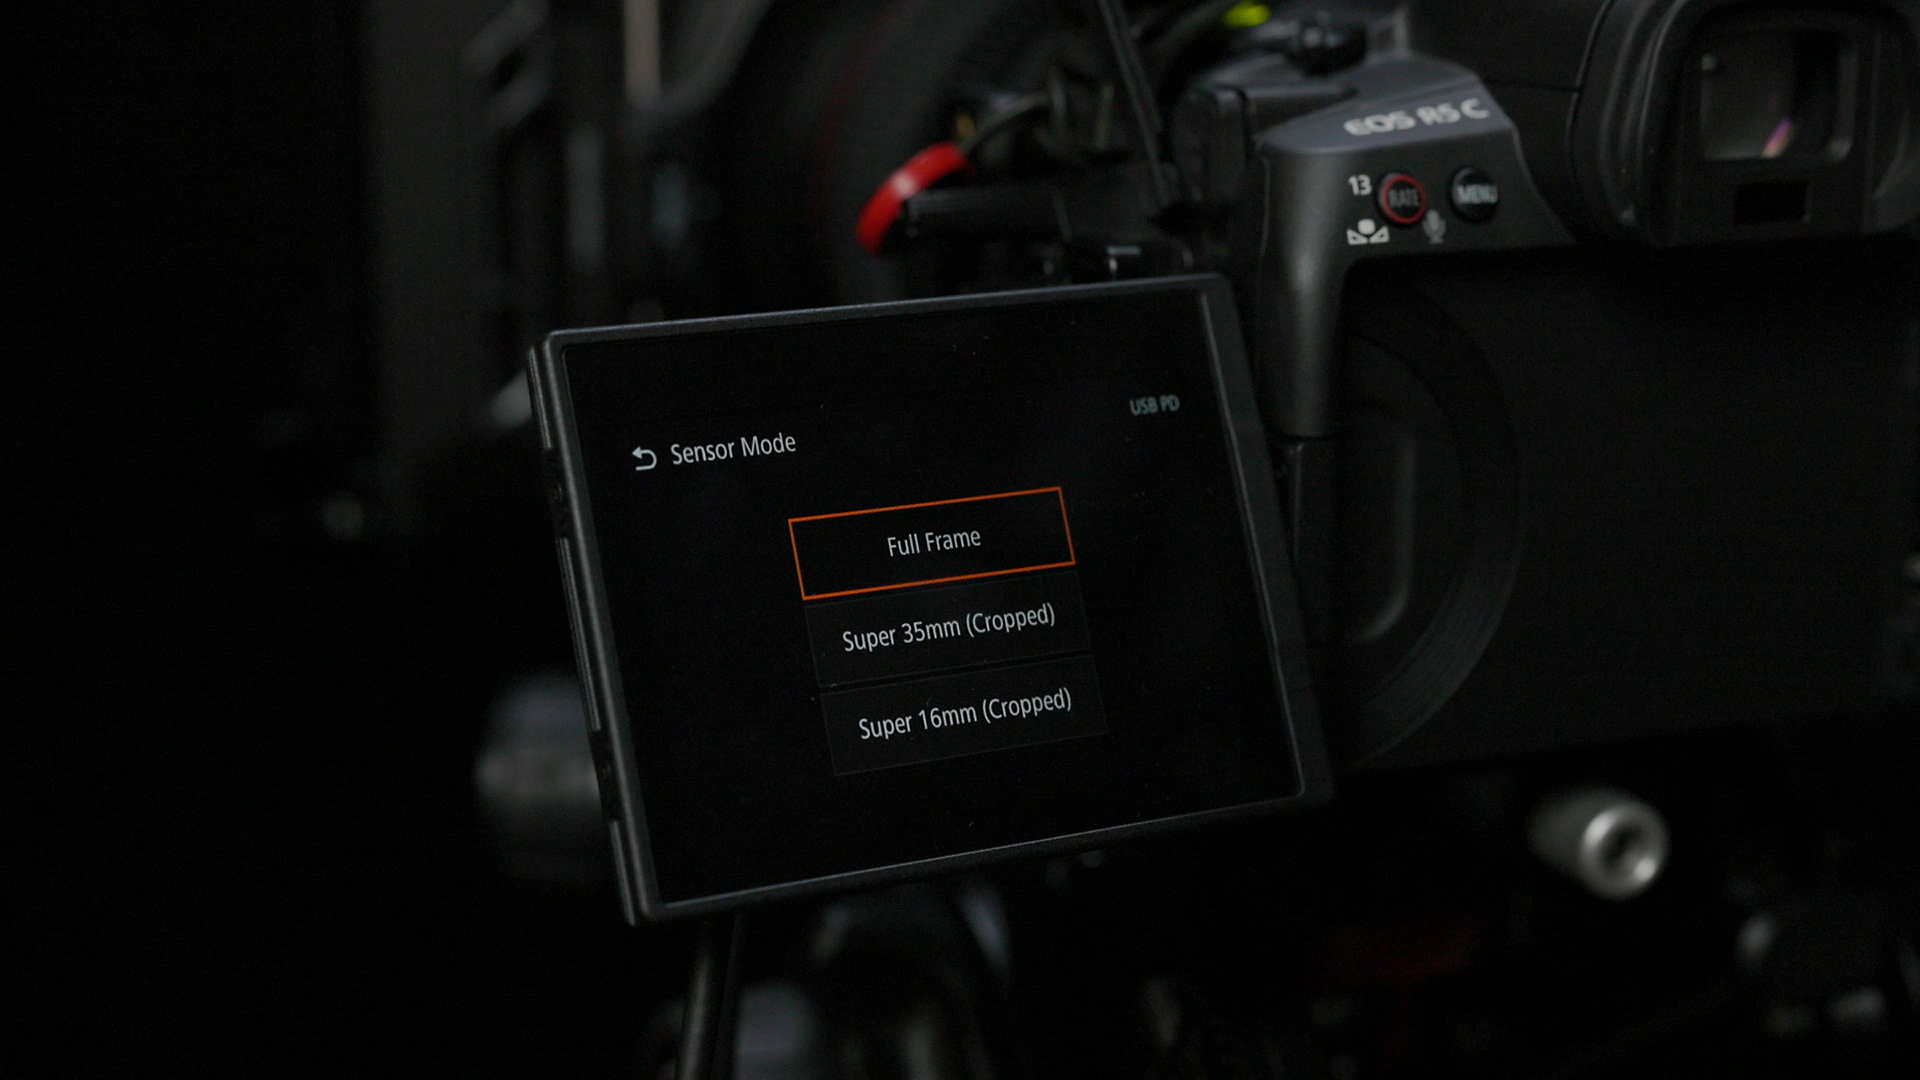 EOS R5 C
13 RATE MENU
USB PD
Sensor Mode
Full Frame
Super 35mm (Cropped)
Super 16mm (Cropped)